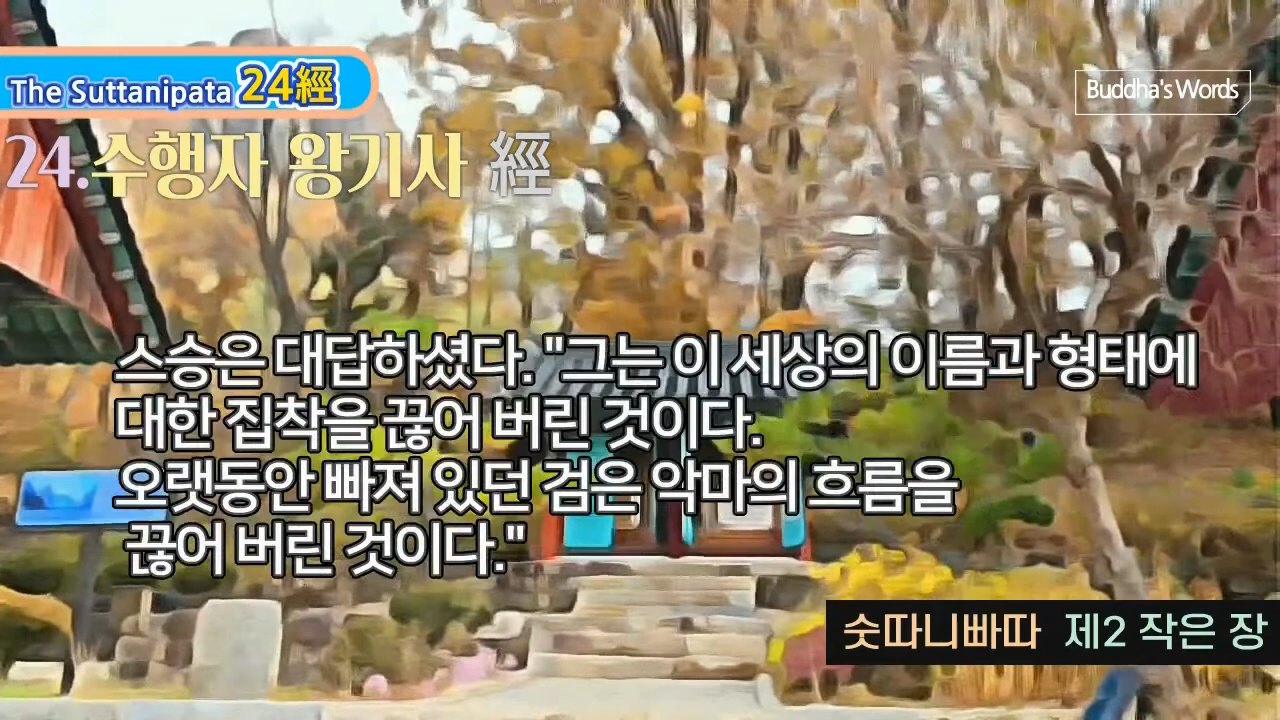 The Suttanipata 24經
Buddha's Words
24.수행자 왕기사 經
스승은 대답하셨다. "그는 이 세상의 이름과 형태에
대한 집착을 끊어 버린 것이다.
오랫동안 빠져 있던 검은 악마의 흐름을
끊어 버린 것이다."
숫따니빠따 제2 작은 장